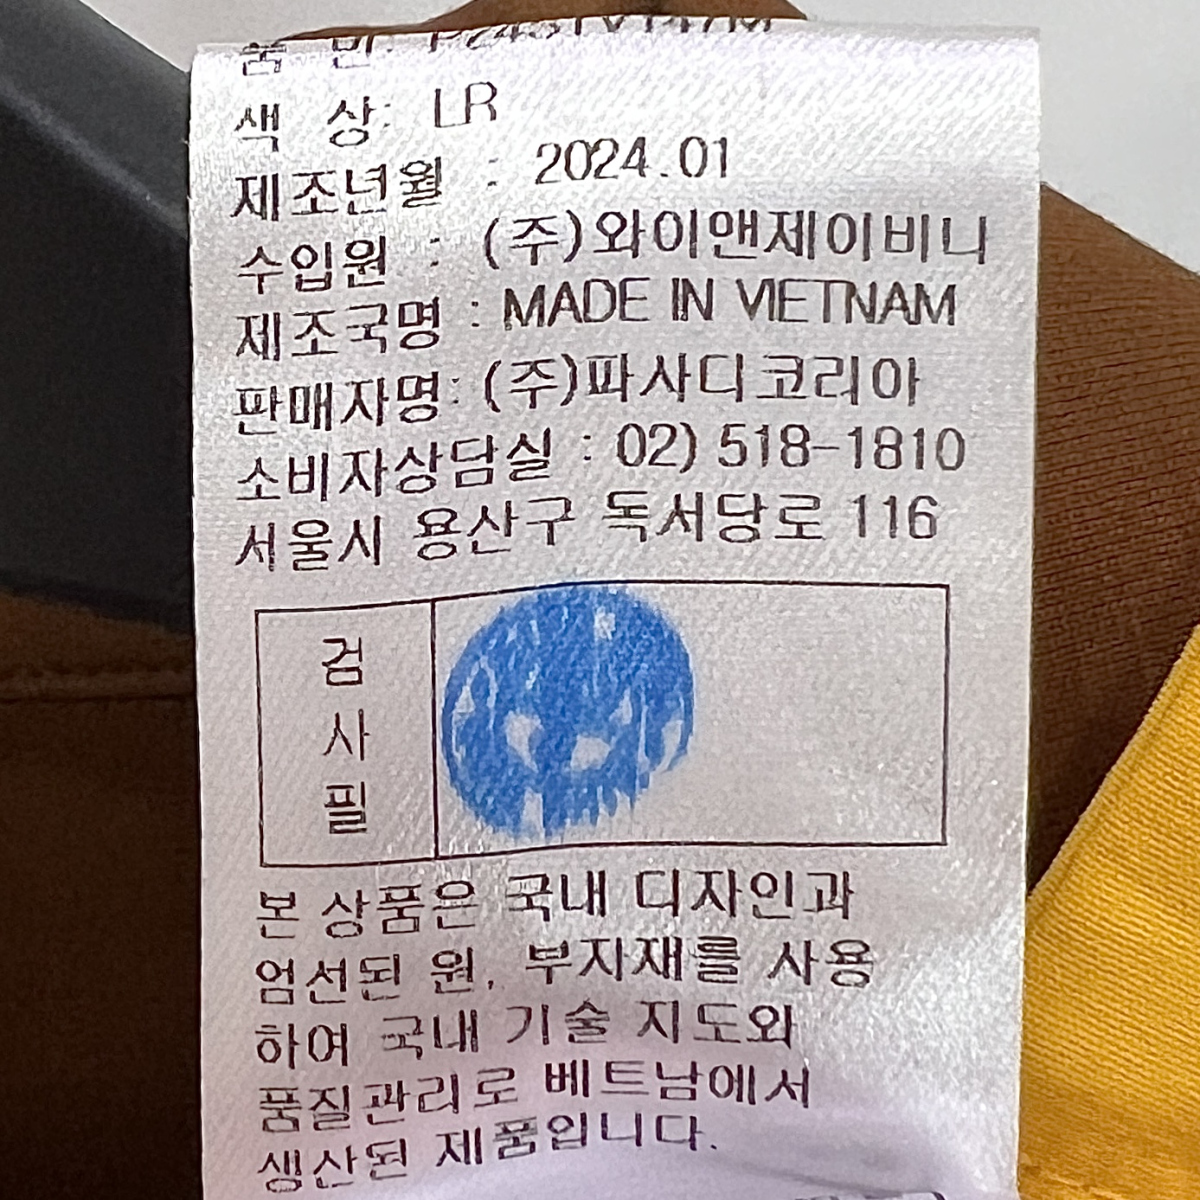 품 번:
색 상: LR
제조년월 : 2024.01
수입원 : (주)와이앤제이비니
제조국명 : MADE IN VIETNAM
판매자명: (주)파사디코리아
소비자상담실 : 02) 518-1810
서울시 용산구 독서당로 116
검
사
필
본 상품은 국내 디자인과
엄선된 원, 부자재를 사용
하여 국내 기술 지도와
품질관리로 베트남에서
생산된 제품입니다.